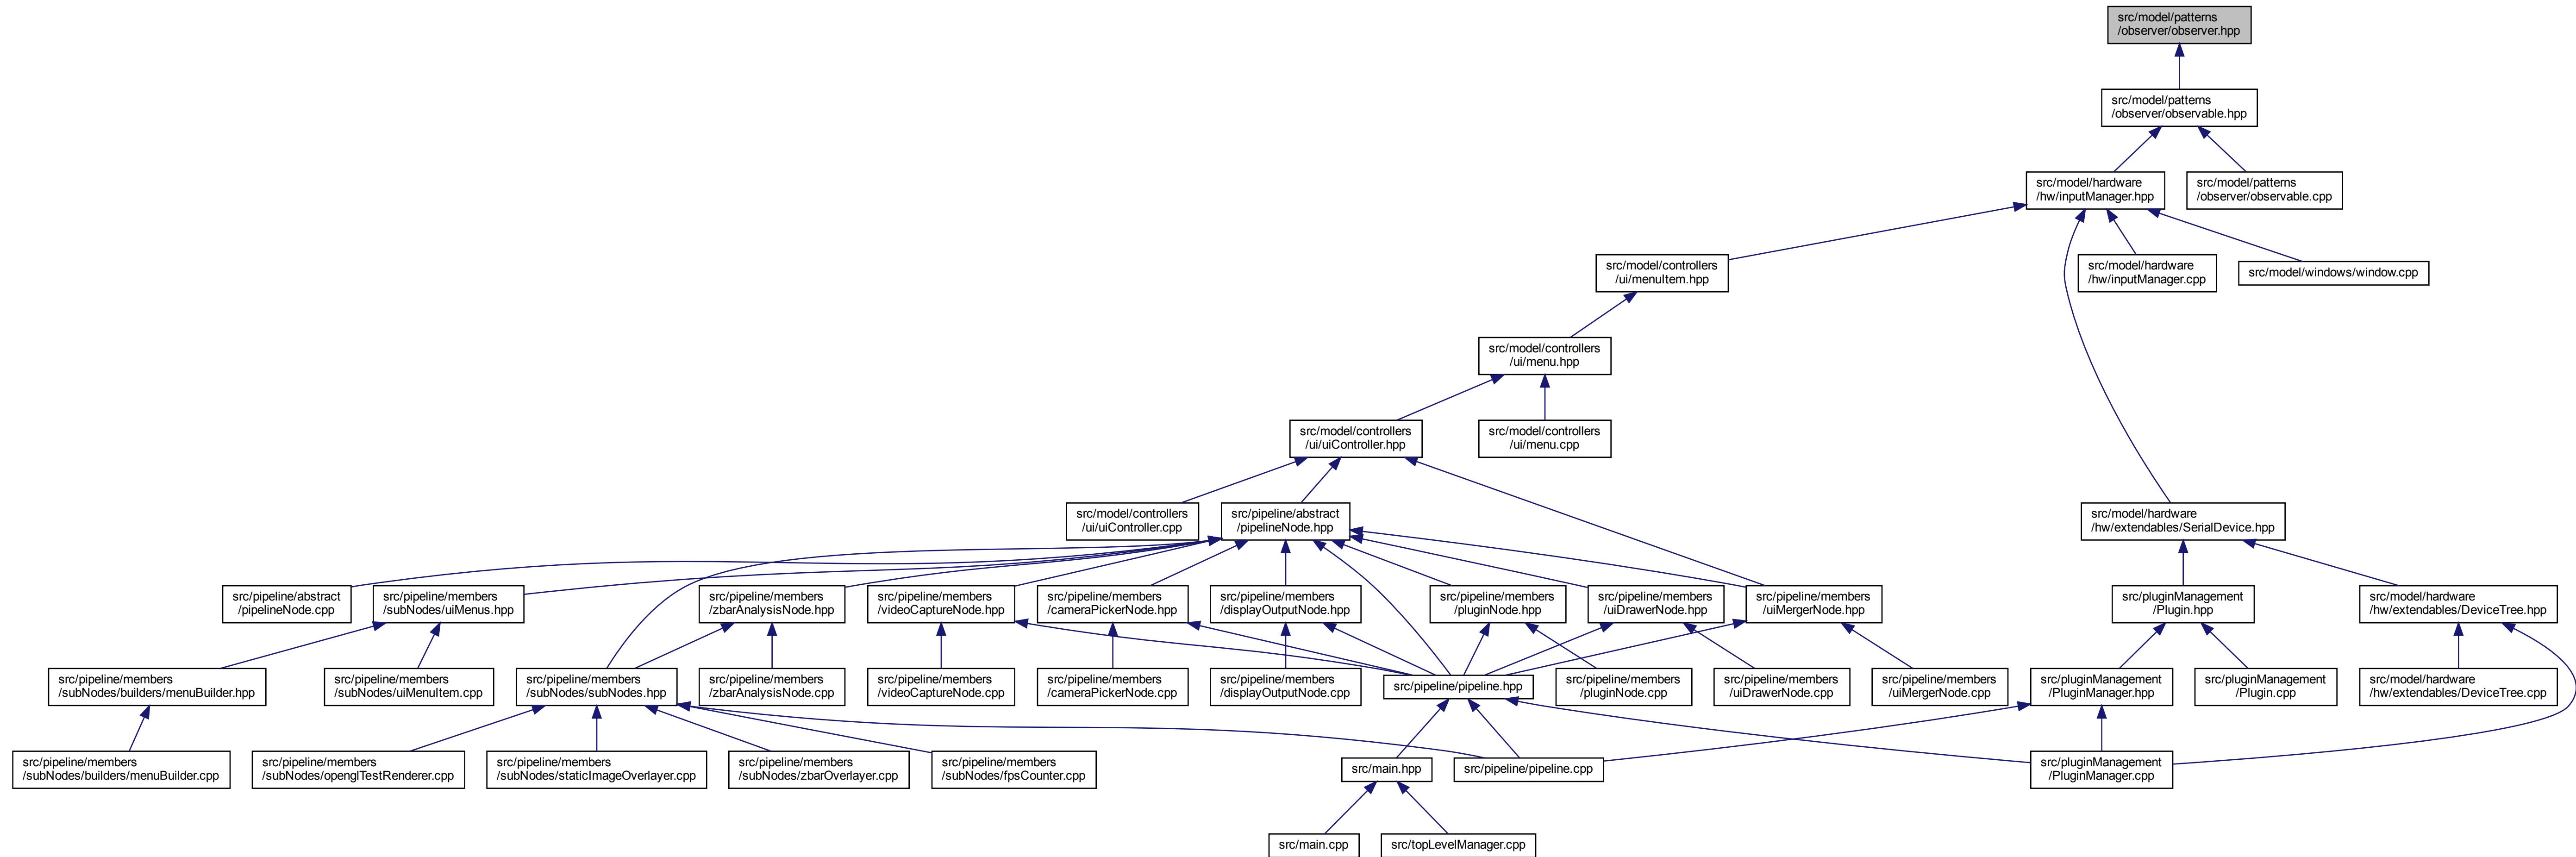 src/model/patterns
/observer/observer.hpp
src/model/patterns
/observer/observable.hpp
src/model/hardware
/hw/inputManager.hpp
src/model/patterns
/observer/observable.cpp
src/model/controllers
/ui/menuItem.hpp
src/model/hardware
/hw/inputManager.cpp
src/model/windows/window.cpp
src/model/controllers
/ui/menu.hpp
src/model/controllers
/ui/uiController.hpp
src/model/controllers
/ui/menu.cpp
src/model/controllers
/ui/uiController.cpp
src/pipeline/abstract
/pipelineNode.hpp
src/model/hardware
/hw/extendables/SerialDevice.hpp
src/pipeline/abstract
/pipelineNode.cpp
src/pipeline/members
/subNodes/uiMenus.hpp
src/pipeline/members
/zbarAnalysisNode.hpp
src/pipeline/members
/videoCaptureNode.hpp
src/pipeline/members
/cameraPickerNode.hpp
src/pipeline/members
/displayOutputNode.hpp
src/pipeline/members
/pluginNode.hpp
src/pipeline/members
/uiDrawerNode.hpp
src/pipeline/members
/uiMergerNode.hpp
src/pluginManagement
/Plugin.hpp
src/model/hardware
/hw/extendables/DeviceTree.hpp
src/pipeline/members
/subNodes/builders/menuBuilder.hpp
src/pipeline/members
/subNodes/uiMenuItem.cpp
src/pipeline/members
/subNodes/subNodes.hpp
src/pipeline/members
/zbarAnalysisNode.cpp
src/pipeline/members
/videoCaptureNode.cpp
src/pipeline/members
/cameraPickerNode.cpp
src/pipeline/members
/displayOutputNode.cpp
src/pipeline/pipeline.hpp
src/pipeline/members
/pluginNode.cpp
src/pipeline/members
/uiDrawerNode.cpp
src/pipeline/members
/uiMergerNode.cpp
src/pluginManagement
/PluginManager.hpp
src/pluginManagement
/Plugin.cpp
src/model/hardware
/hw/extendables/DeviceTree.cpp
src/pipeline/members
/subNodes/builders/menuBuilder.cpp
src/pipeline/members
/subNodes/openglTestRenderer.cpp
src/pipeline/members
/subNodes/staticImageOverlayer.cpp
src/pipeline/members
/subNodes/zbarOverlayer.cpp
src/pipeline/members
/subNodes/fpsCounter.cpp
src/main.hpp
src/pipeline/pipeline.cpp
src/pluginManagement
/PluginManager.cpp
src/main.cpp
src/topLevelManager.cpp